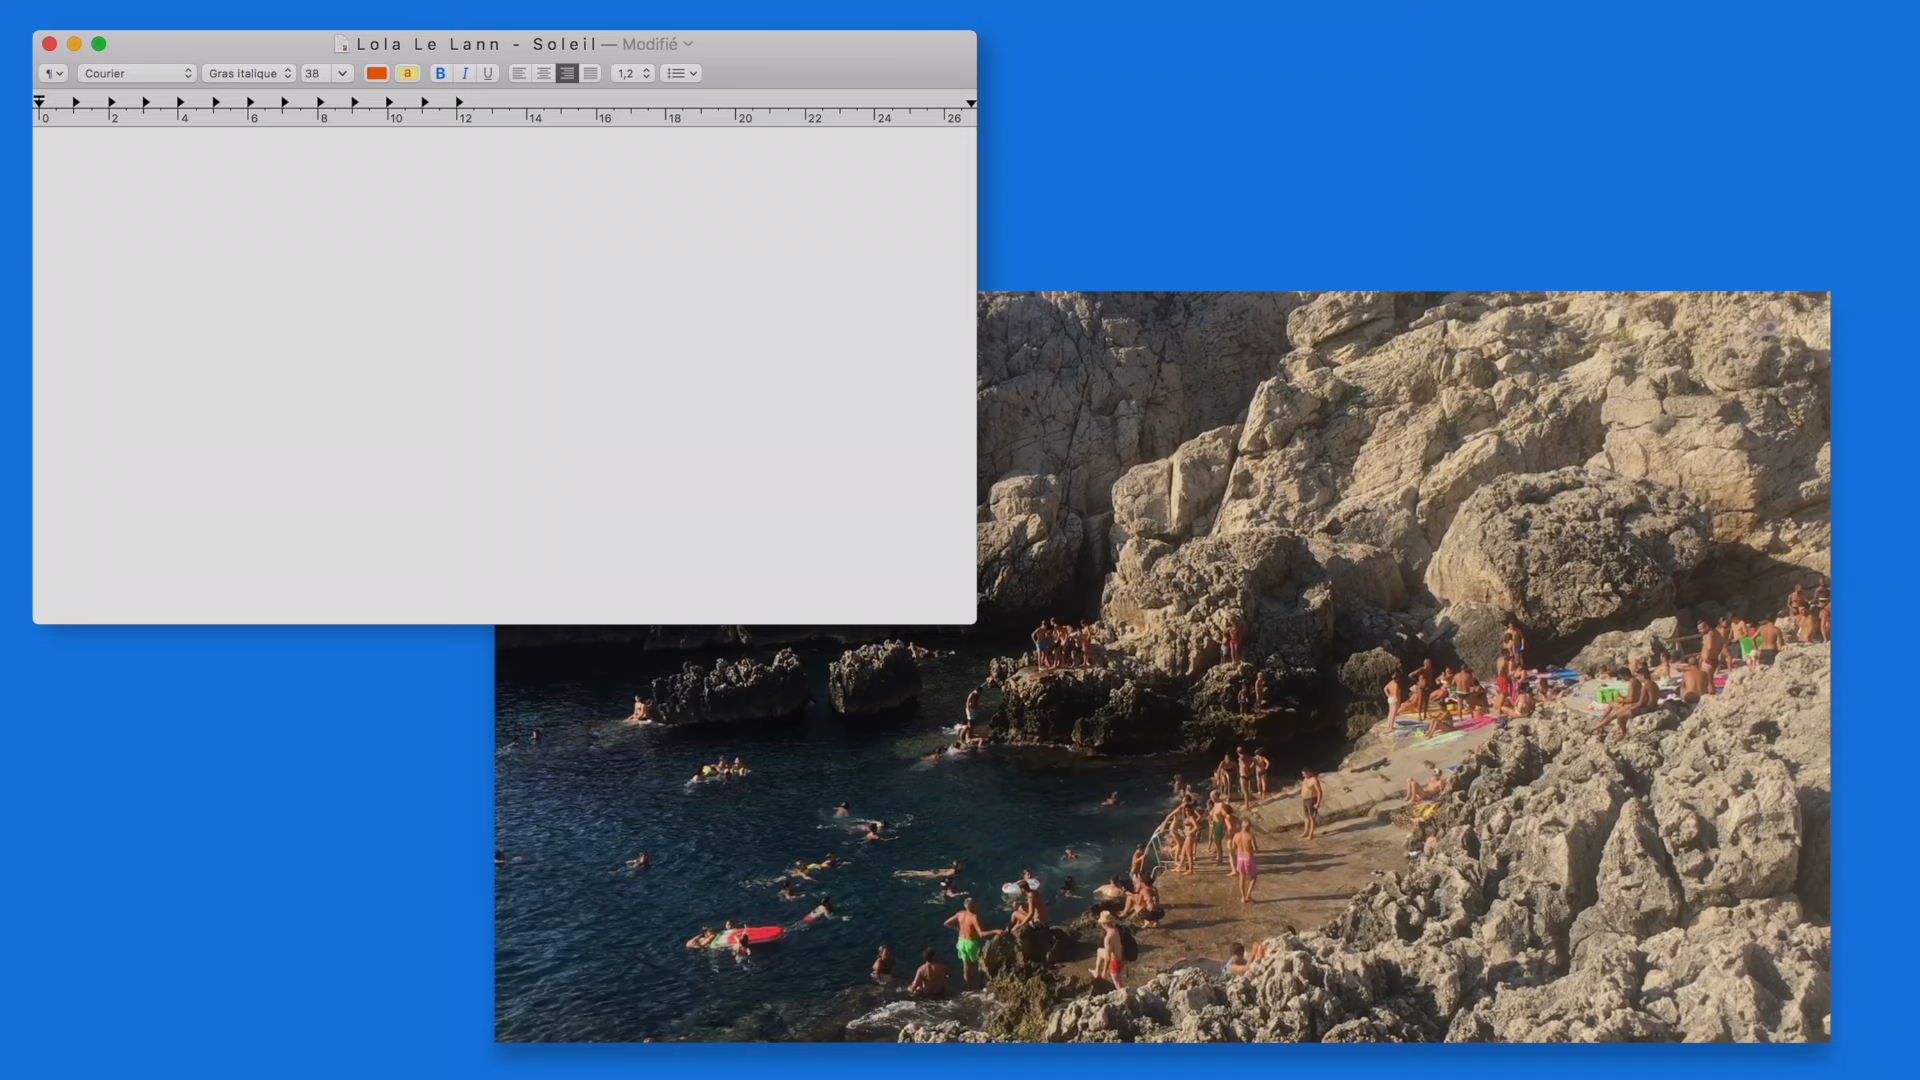 Lola Le Lann - Soleil — Modifié
¶ Courier Gras italique 38 a B I U 1,2
0 2 4 6 8 10 12 14 16 18 20 22 24 26